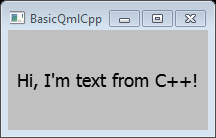 BasicQmlCpp
Hi, I'm text from C++!